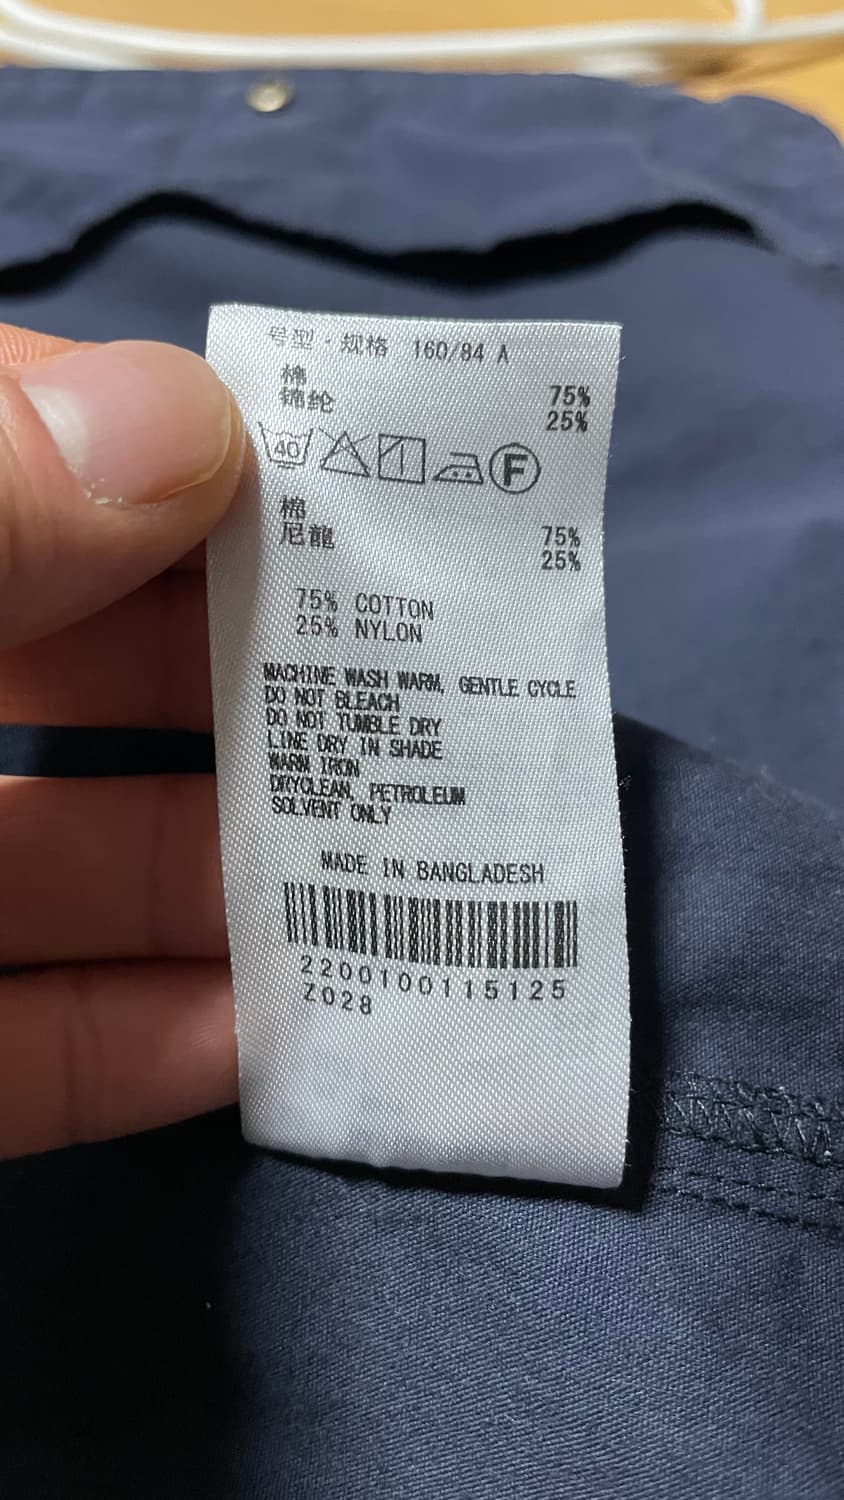 号型·规格 160/84 A
棉 75%
锦纶 25%
40 F
棉 75%
尼龍 25%
75% COTTON
25% NYLON
MACHINE WASH WARM, GENTLE CYCLE
DO NOT BLEACH
DO NOT TUMBLE DRY
LINE DRY IN SHADE
WARM IRON
DRYCLEAN, PETROLEUM
SOLVENT ONLY
MADE IN BANGLADESH
2200100115125
Z028